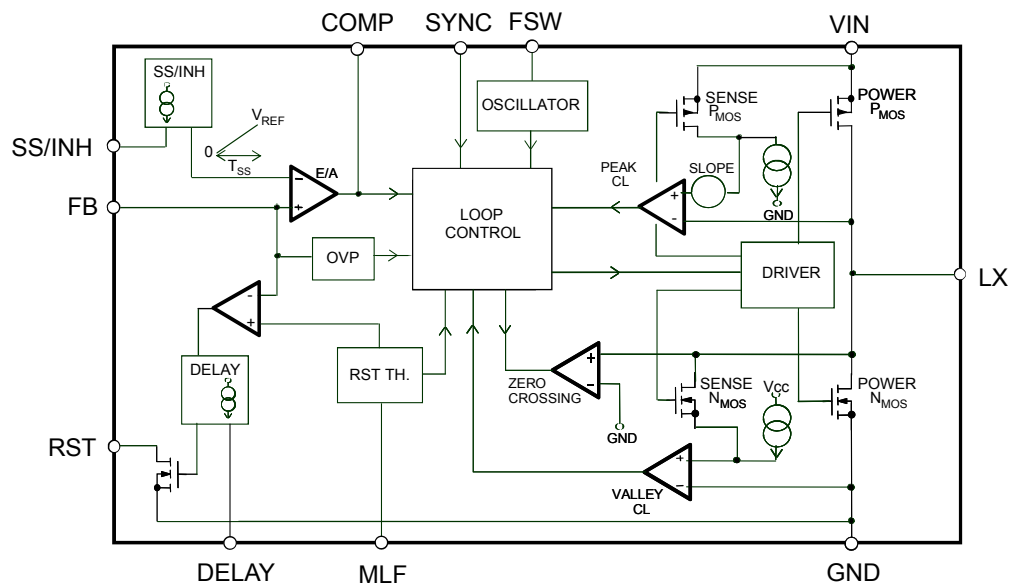 COMP
SYNC
FSW
VIN
SS/INH
VREF
0
TSS
SS/INH
FB
E/A
OSCILLATOR
SENSE
PMOS
POWER
PMOS
PEAK
CL
SLOPE
GND
LOOP
CONTROL
OVP
DRIVER
LX
DELAY
RST TH.
ZERO
CROSSING
GND
SENSE
NMOS
VCC
POWER
NMOS
RST
VALLEY
CL
DELAY
MLF
GND
+
-
+
-
-
+
+
-
+
-